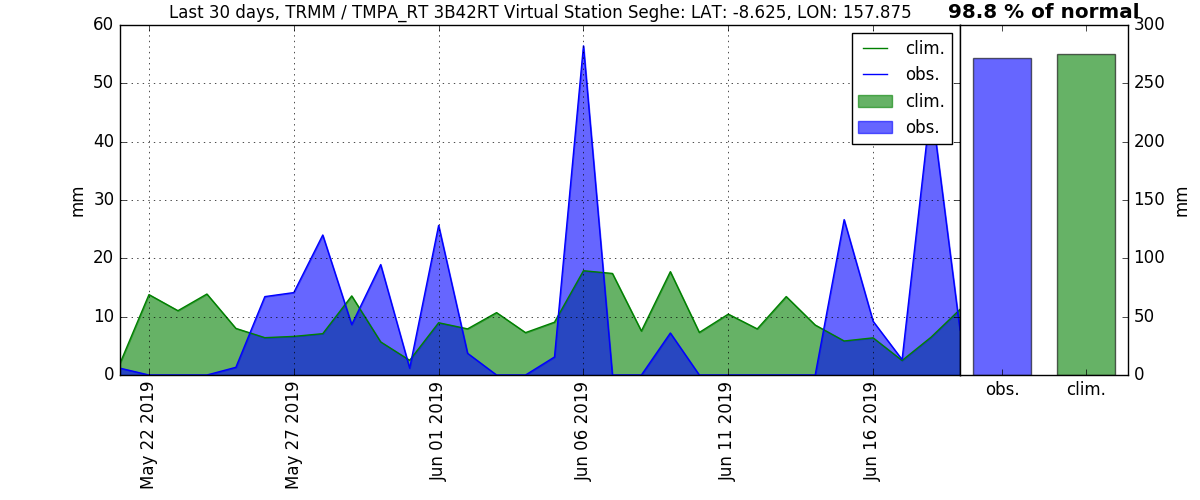 Last 30 days, TRMM / TMPA_RT 3B42RT Virtual Station Seghe: LAT: -8.625, LON: 157.875
98.8 % of normal
60
50
40
30
20
10
0
mm
clim.
obs.
clim.
obs.
May 22 2019
May 27 2019
Jun 01 2019
Jun 06 2019
Jun 11 2019
Jun 16 2019
300
250
200
150
100
50
0
mm
obs.
clim.